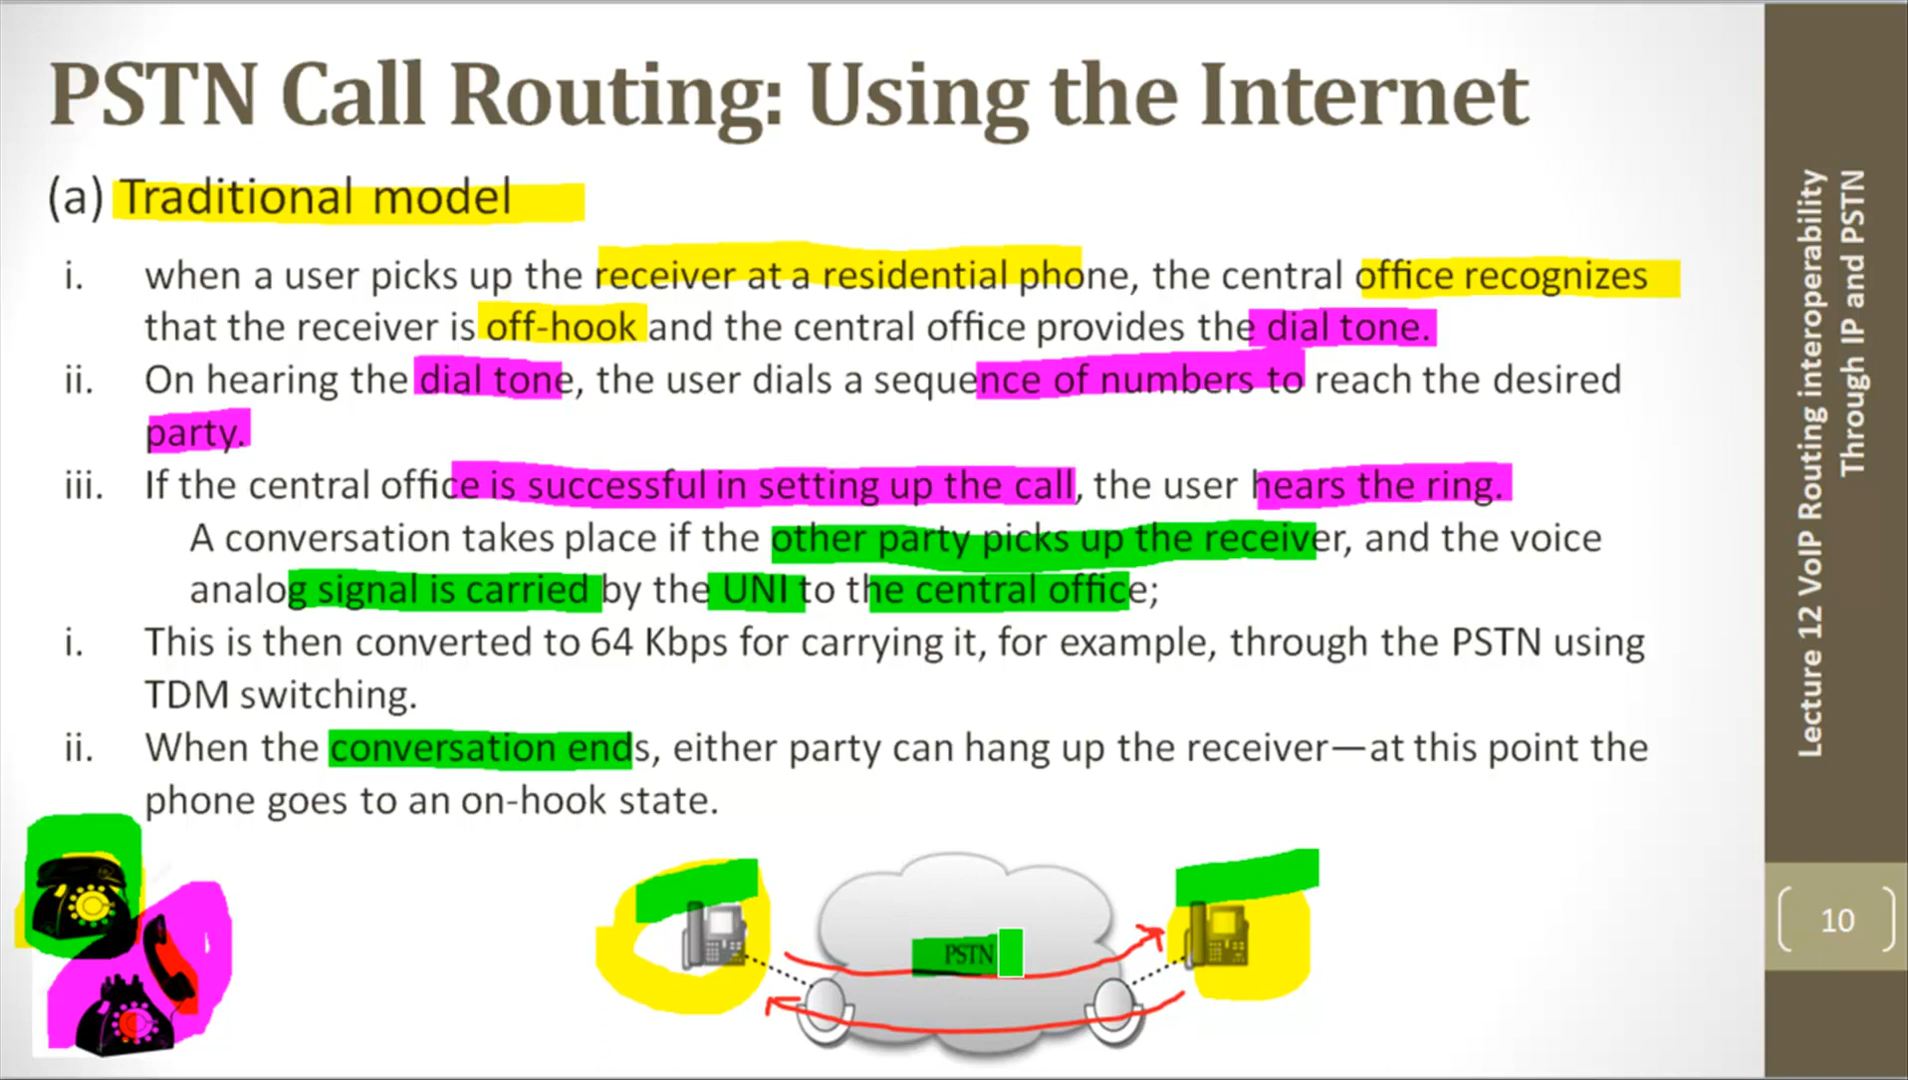 PSTN Call Routing: Using the Internet
(a) Traditional model
i. when a user picks up the receiver at a residential phone, the central office recognizes
that the receiver is off-hook and the central office provides the dial tone.
ii. On hearing the dial tone, the user dials a sequence of numbers to reach the desired
party.
iii. If the central office is successful in setting up the call, the user hears the ring.
A conversation takes place if the other party picks up the receiver, and the voice
analog signal is carried by the UNI to the central office;
i. This is then converted to 64 Kbps for carrying it, for example, through the PSTN using
TDM switching.
ii. When the conversation ends, either party can hang up the receiver—at this point the
phone goes to an on-hook state.
PSTN
Lecture 12 VoIP Routing interoperability
Through IP and PSTN
10